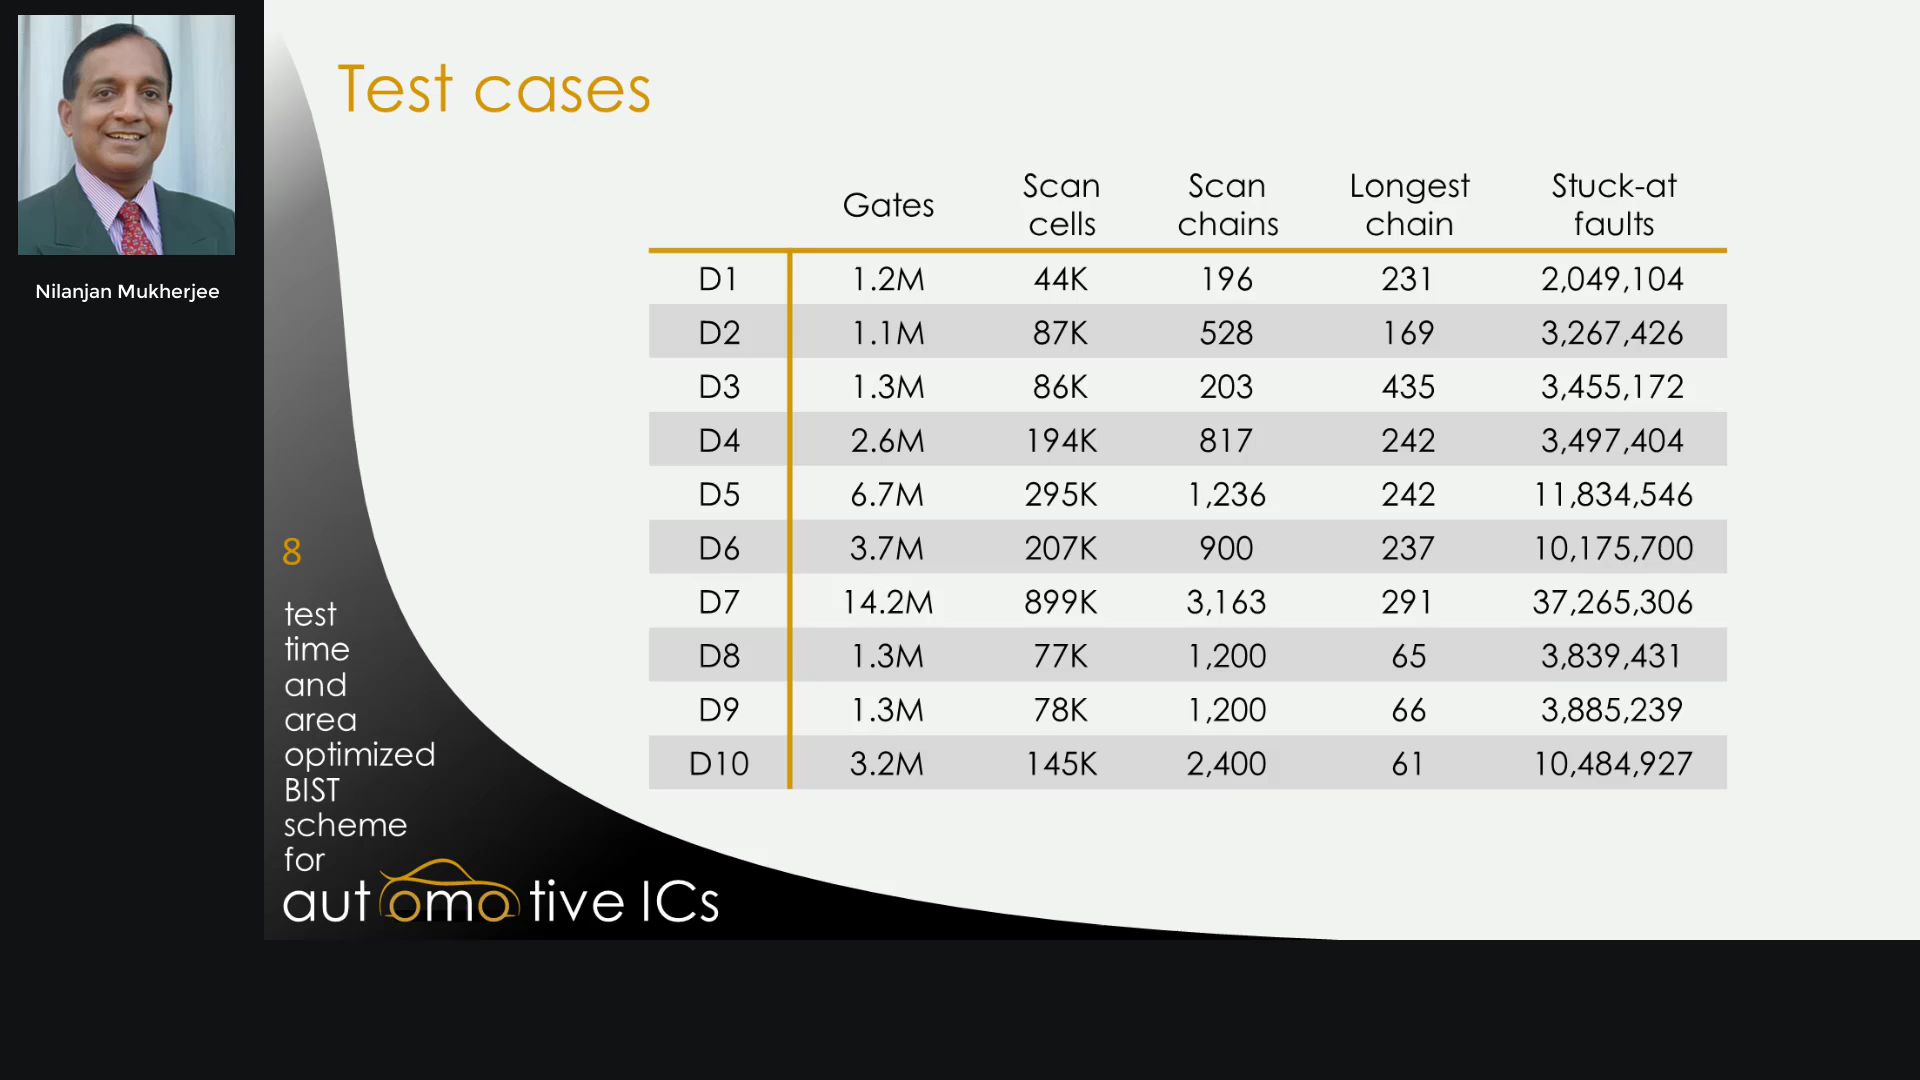 Nilanjan Mukherjee
Test cases
Gates Scan cells Scan chains Longest chain Stuck-at faults
D1 1.2M 44K 196 231 2,049,104
D2 1.1M 87K 528 169 3,267,426
D3 1.3M 86K 203 435 3,455,172
D4 2.6M 194K 817 242 3,497,404
D5 6.7M 295K 1,236 242 11,834,546
D6 3.7M 207K 900 237 10,175,700
D7 14.2M 899K 3,163 291 37,265,306
D8 1.3M 77K 1,200 65 3,839,431
D9 1.3M 78K 1,200 66 3,885,239
D10 3.2M 145K 2,400 61 10,484,927
8
test
time
and
area
optimized
BIST
scheme
for
automotive ICs